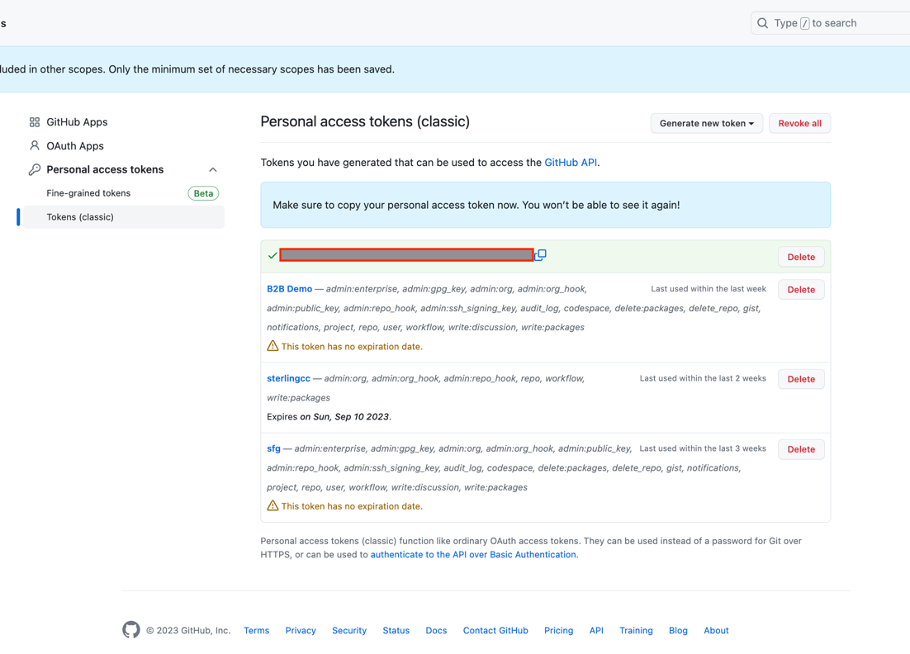 s
Type / to search
luded in other scopes. Only the minimum set of necessary scopes has been saved.
GitHub Apps
OAuth Apps
Personal access tokens
Fine-grained tokens Beta
Tokens (classic)
Personal access tokens (classic)
Generate new token
Revoke all
Tokens you have generated that can be used to access the GitHub API.
Make sure to copy your personal access token now. You won’t be able to see it again!
Delete
B2B Demo — admin:enterprise, admin:gpg_key, admin:org, admin:org_hook,
admin:public_key, admin:repo_hook, admin:ssh_signing_key, audit_log, codespace, delete:packages, delete_repo, gist,
notifications, project, repo, user, workflow, write:discussion, write:packages
Last used within the last week
Delete
This token has no expiration date.
sterlingcc — admin:org, admin:org_hook, admin:repo_hook, repo, workflow,
write:packages
Last used within the last 2 weeks
Delete
Expires on Sun, Sep 10 2023.
sfg — admin:enterprise, admin:gpg_key, admin:org, admin:org_hook, admin:public_key,
admin:repo_hook, admin:ssh_signing_key, audit_log, codespace, delete:packages, delete_repo, gist, notifications,
project, repo, user, workflow, write:discussion, write:packages
Last used within the last 3 weeks
Delete
This token has no expiration date.
Personal access tokens (classic) function like ordinary OAuth access tokens. They can be used instead of a password for Git over
HTTPS, or can be used to authenticate to the API over Basic Authentication.
© 2023 GitHub, Inc. Terms Privacy Security Status Docs Contact GitHub Pricing API Training Blog About